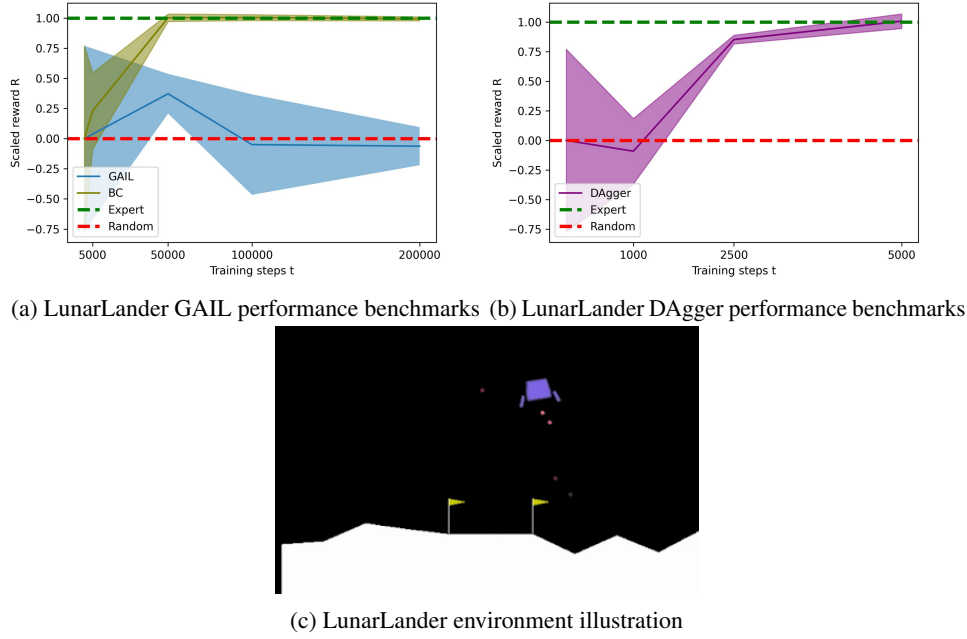 1.00
0.75
0.50
0.25
0.00
−0.25
−0.50
−0.75
Scaled reward R
GAIL
BC
Expert
Random
5000 50000 100000 200000
Training steps t
1.00
0.75
0.50
0.25
0.00
−0.25
−0.50
−0.75
Scaled reward R
DAgger
Expert
Random
1000 2500 5000
Training steps t
(a) LunarLander GAIL performance benchmarks
(b) LunarLander DAgger performance benchmarks
(c) LunarLander environment illustration